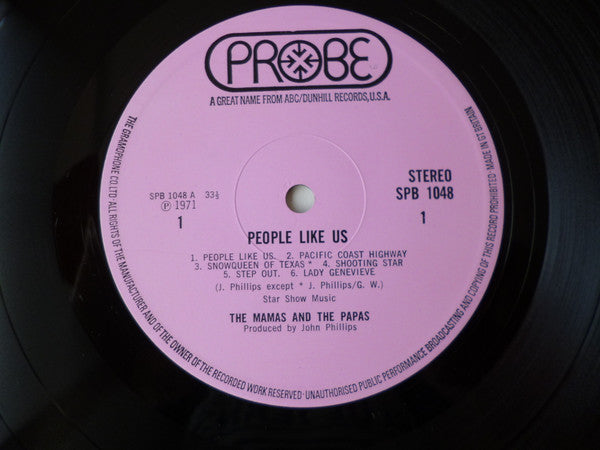 PROBE
A GREAT NAME FROM ABC/DUNHILL RECORDS, U.S.A.
SPB 1048 A 33⅓
Ⓟ 1971
1
STEREO
SPB 1048
1
PEOPLE LIKE US
1. PEOPLE LIKE US. 2. PACIFIC COAST HIGHWAY
3. SNOWQUEEN OF TEXAS * 4. SHOOTING STAR
5. STEP OUT. 6. LADY GENEVIEVE
(J. Phillips except * J. Phillips/G. W.)
Star Show Music
THE MAMAS AND THE PAPAS
Produced by John Phillips
THE GRAMOPHONE CO. LTD. ALL RIGHTS OF THE MANUFACTURER AND OF THE OWNER OF THE RECORDED WORK RESERVED · UNAUTHORISED PUBLIC PERFORMANCE BROADCASTING AND COPYING OF THIS RECORD PROHIBITED · MADE IN GT BRITAIN